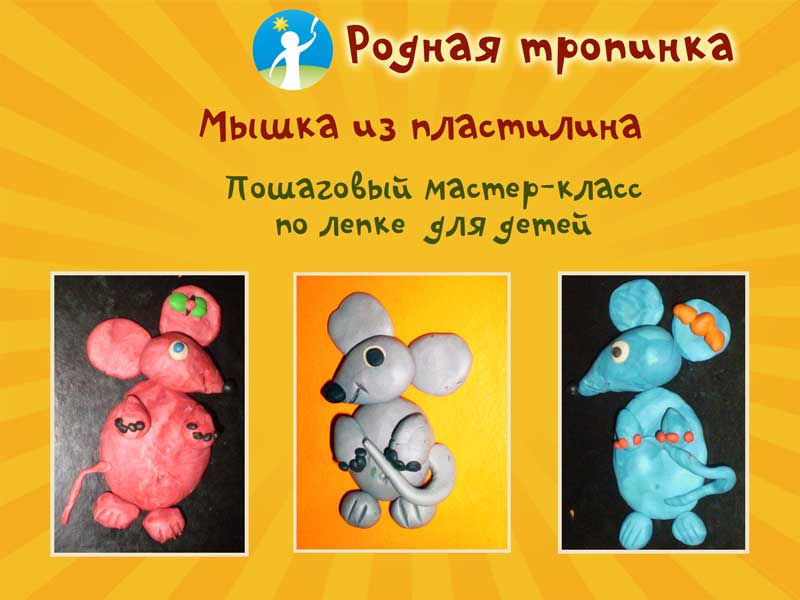 Родная тропинка
Мышка из пластилина
Пошаговый мастер-класс
по лепке для детей